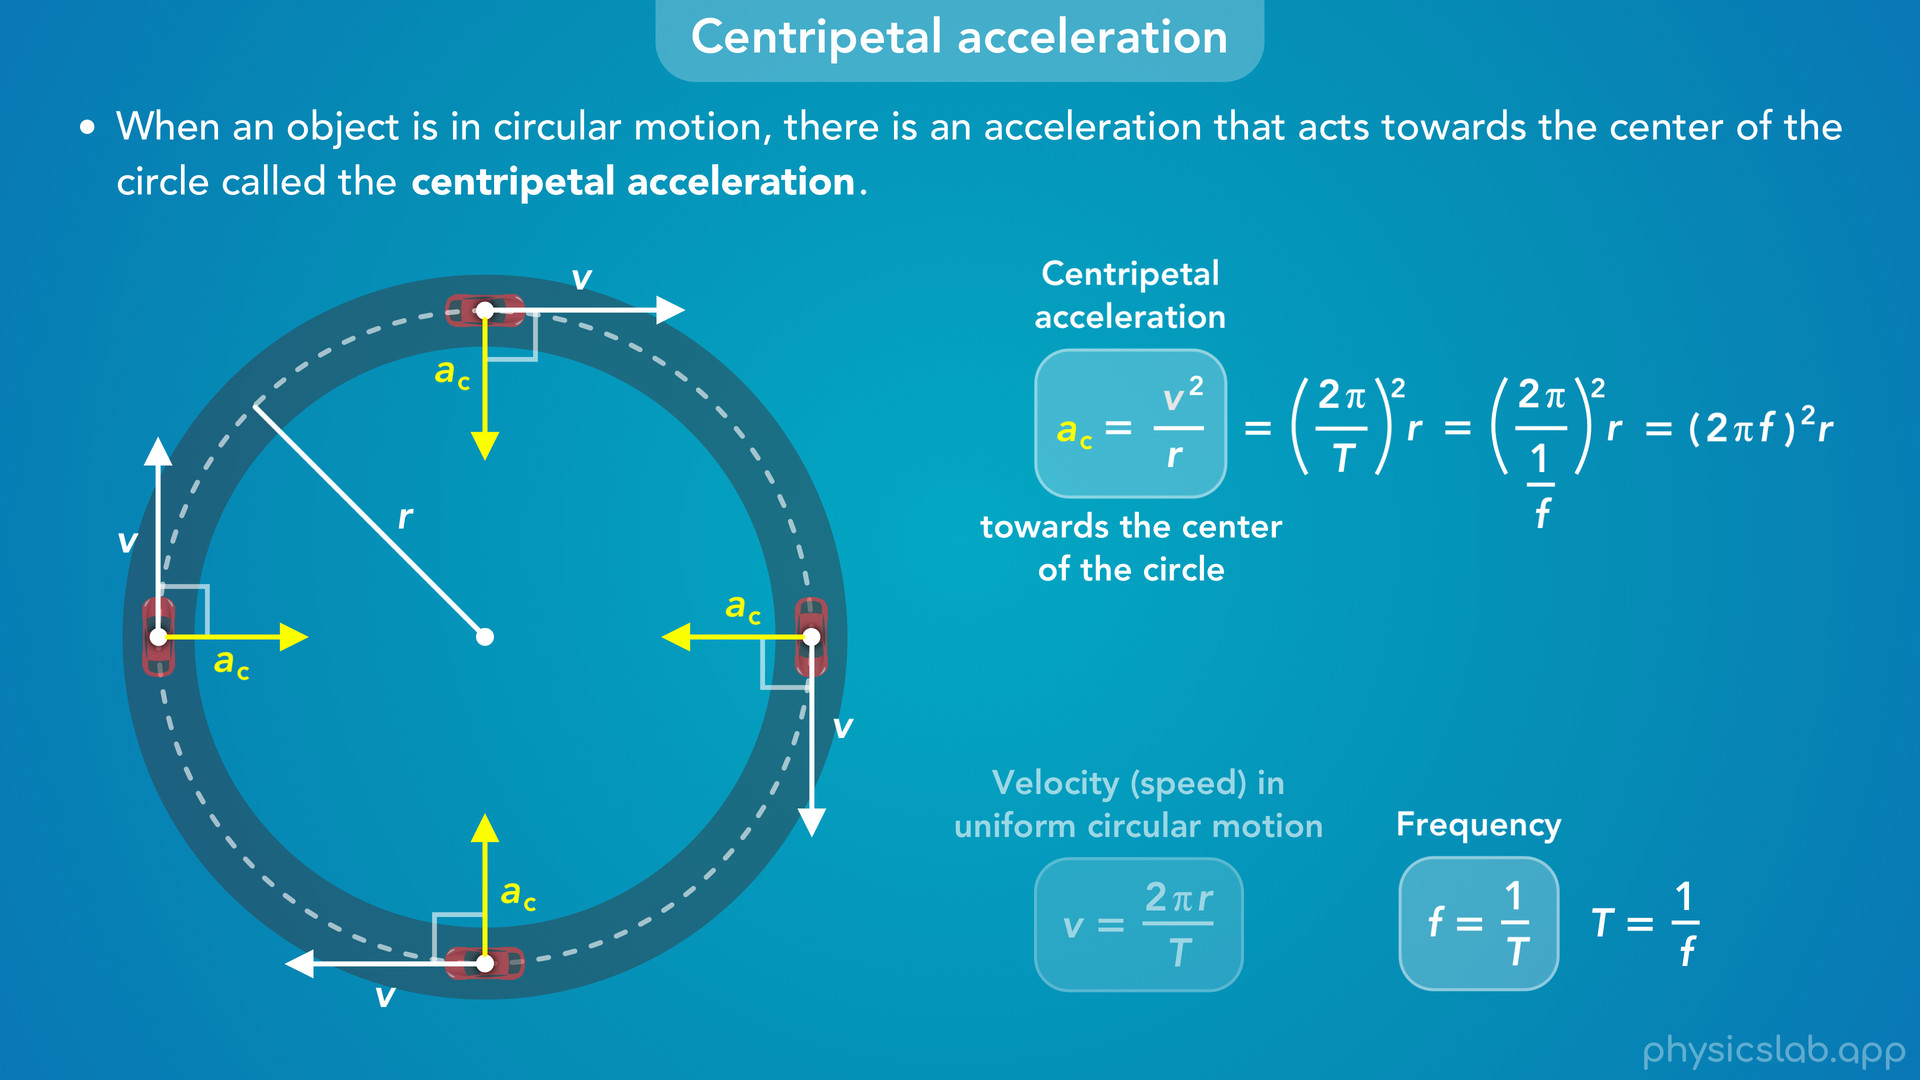 Centripetal acceleration
• When an object is in circular motion, there is an acceleration that acts towards the center of the
circle called the centripetal acceleration.
v
a_c
r
v
a_c
a_c
v
a_c
v
Centripetal
acceleration
a_c = v²/r = (2π/T)² r = (2π/(1/f))² r = (2πf)² r
towards the center
of the circle
Velocity (speed) in
uniform circular motion
v = 2πr/T
Frequency
f = 1/T T = 1/f
physicslab.app